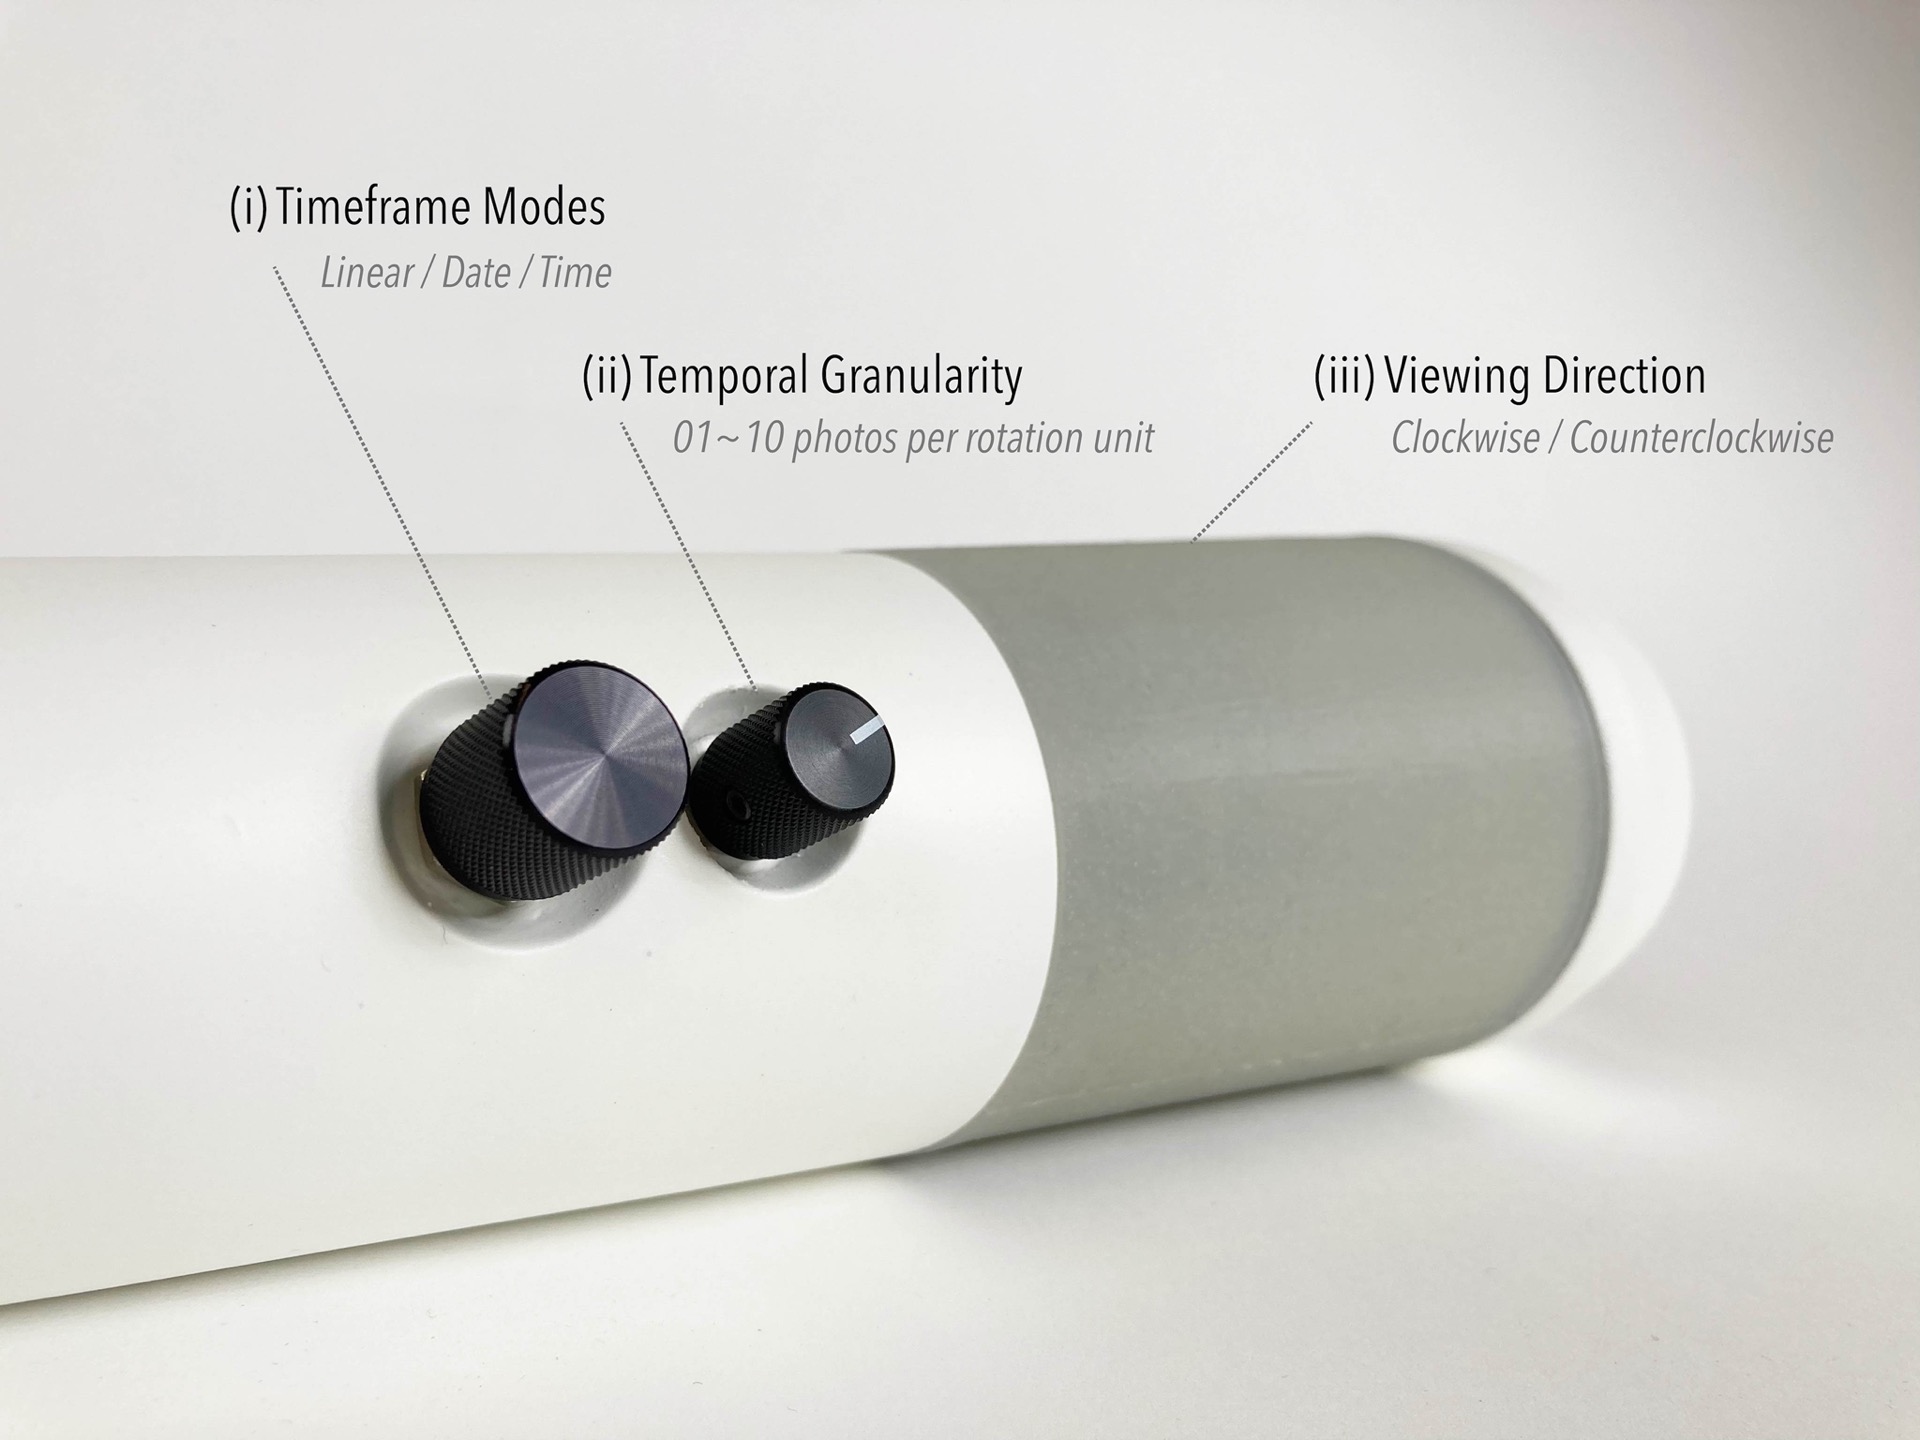 (i) Timeframe Modes
Linear / Date / Time
(ii) Temporal Granularity
01~10 photos per rotation unit
(iii) Viewing Direction
Clockwise / Counterclockwise